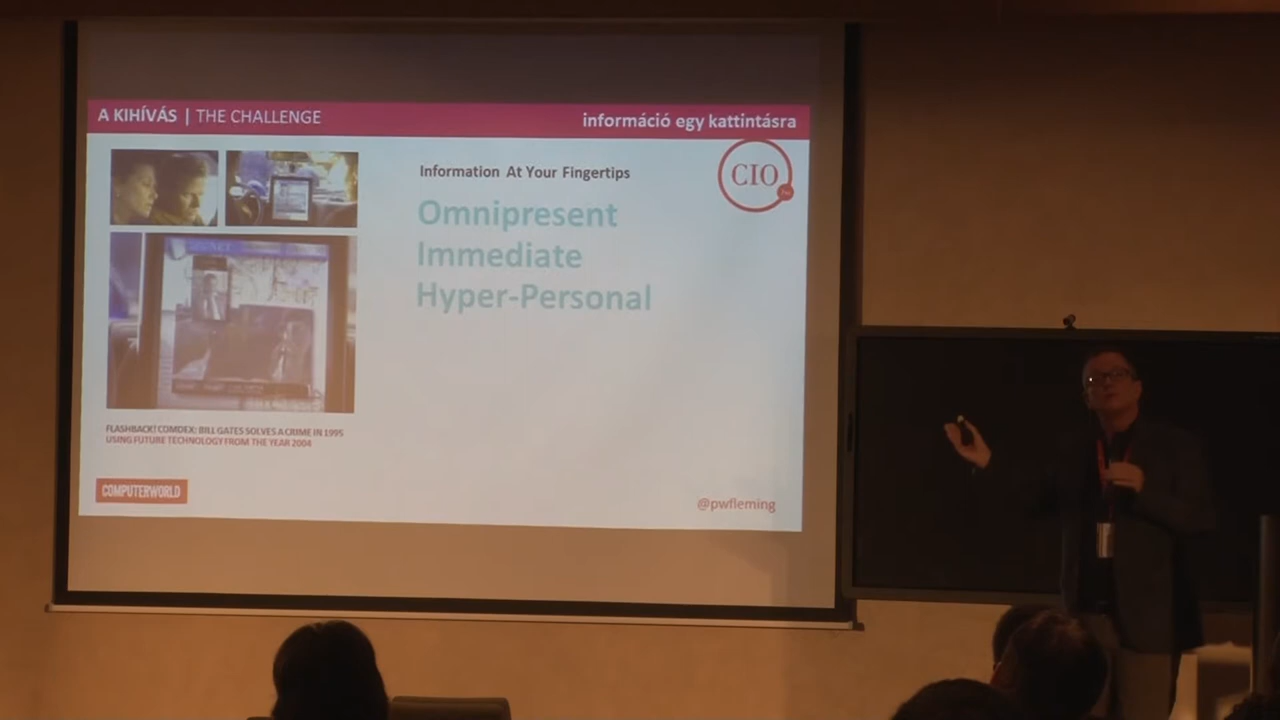 A KIHÍVÁS | THE CHALLENGE
információ egy kattintásra
CIO
Information At Your Fingertips
Omnipresent
Immediate
Hyper-Personal
FLASHBACK! COMDEX: BILL GATES SOLVES A CRIME IN 1995
USING FUTURE TECHNOLOGY FROM THE YEAR 2004
COMPUTERWORLD
@pwfleming